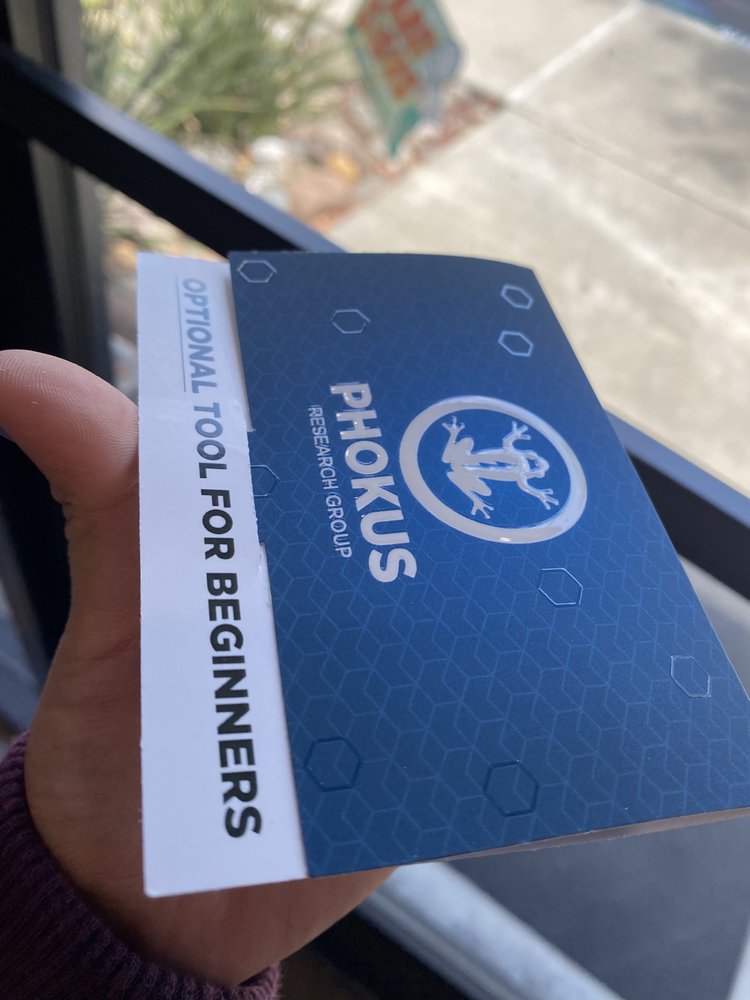 PHOKUS
RESEARCH GROUP
OPTIONAL TOOL FOR BEGINNERS